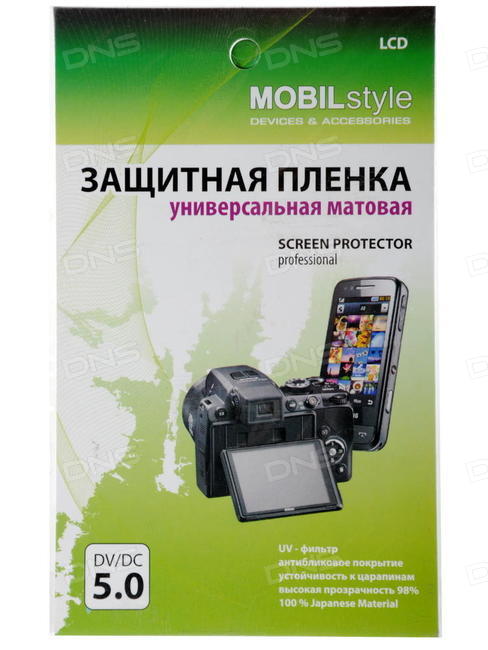 LCD
MOBILstyle
DEVICES & ACCESSORIES
ЗАЩИТНАЯ ПЛЕНКА
универсальная матовая
SCREEN PROTECTOR
professional
DV/DC
5.0
UV - фильтр
антибликовое покрытие
устойчивость к царапинам
высокая прозрачность 98%
100 % Japanese Material
DNS